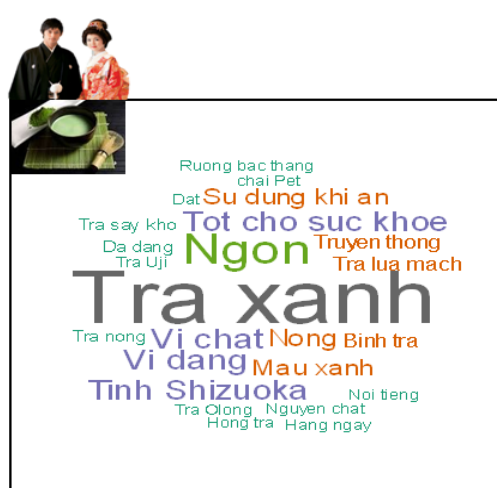 Ruong bac thang
chai Pet
Dat Su dung khi an
Tra say kho Tot cho suc khoe
Da dang Ngon Truyen thong
Tra Uji Tra lua mach
Tra xanh
Tra nong Vi chat Nong Binh tra
Vi dang Mau xanh
Tinh Shizuoka Noi tieng
Tra Olong Nguyen chat
Hong tra Hang ngay